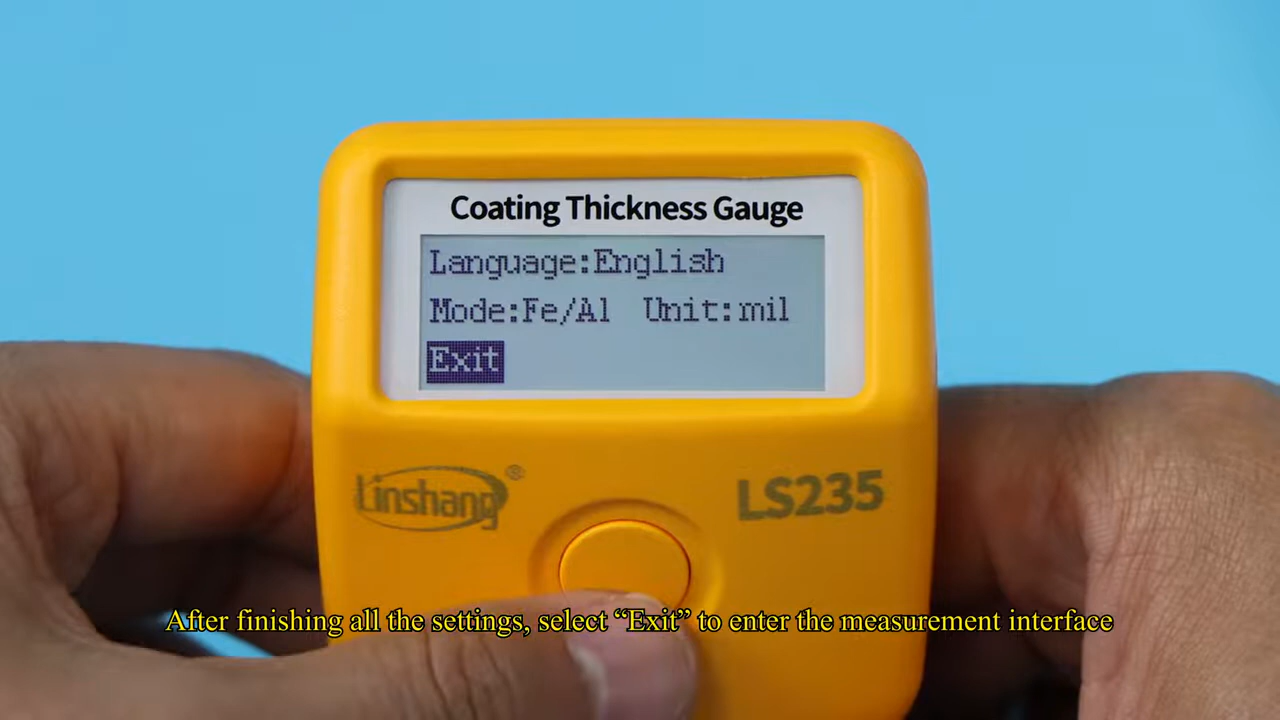 Coating Thickness Gauge
Language:English
Mode:Fe/Al Unit:mil
Exit
Linshang®
LS235
After finishing all the settings, select “Exit” to enter the measurement interface